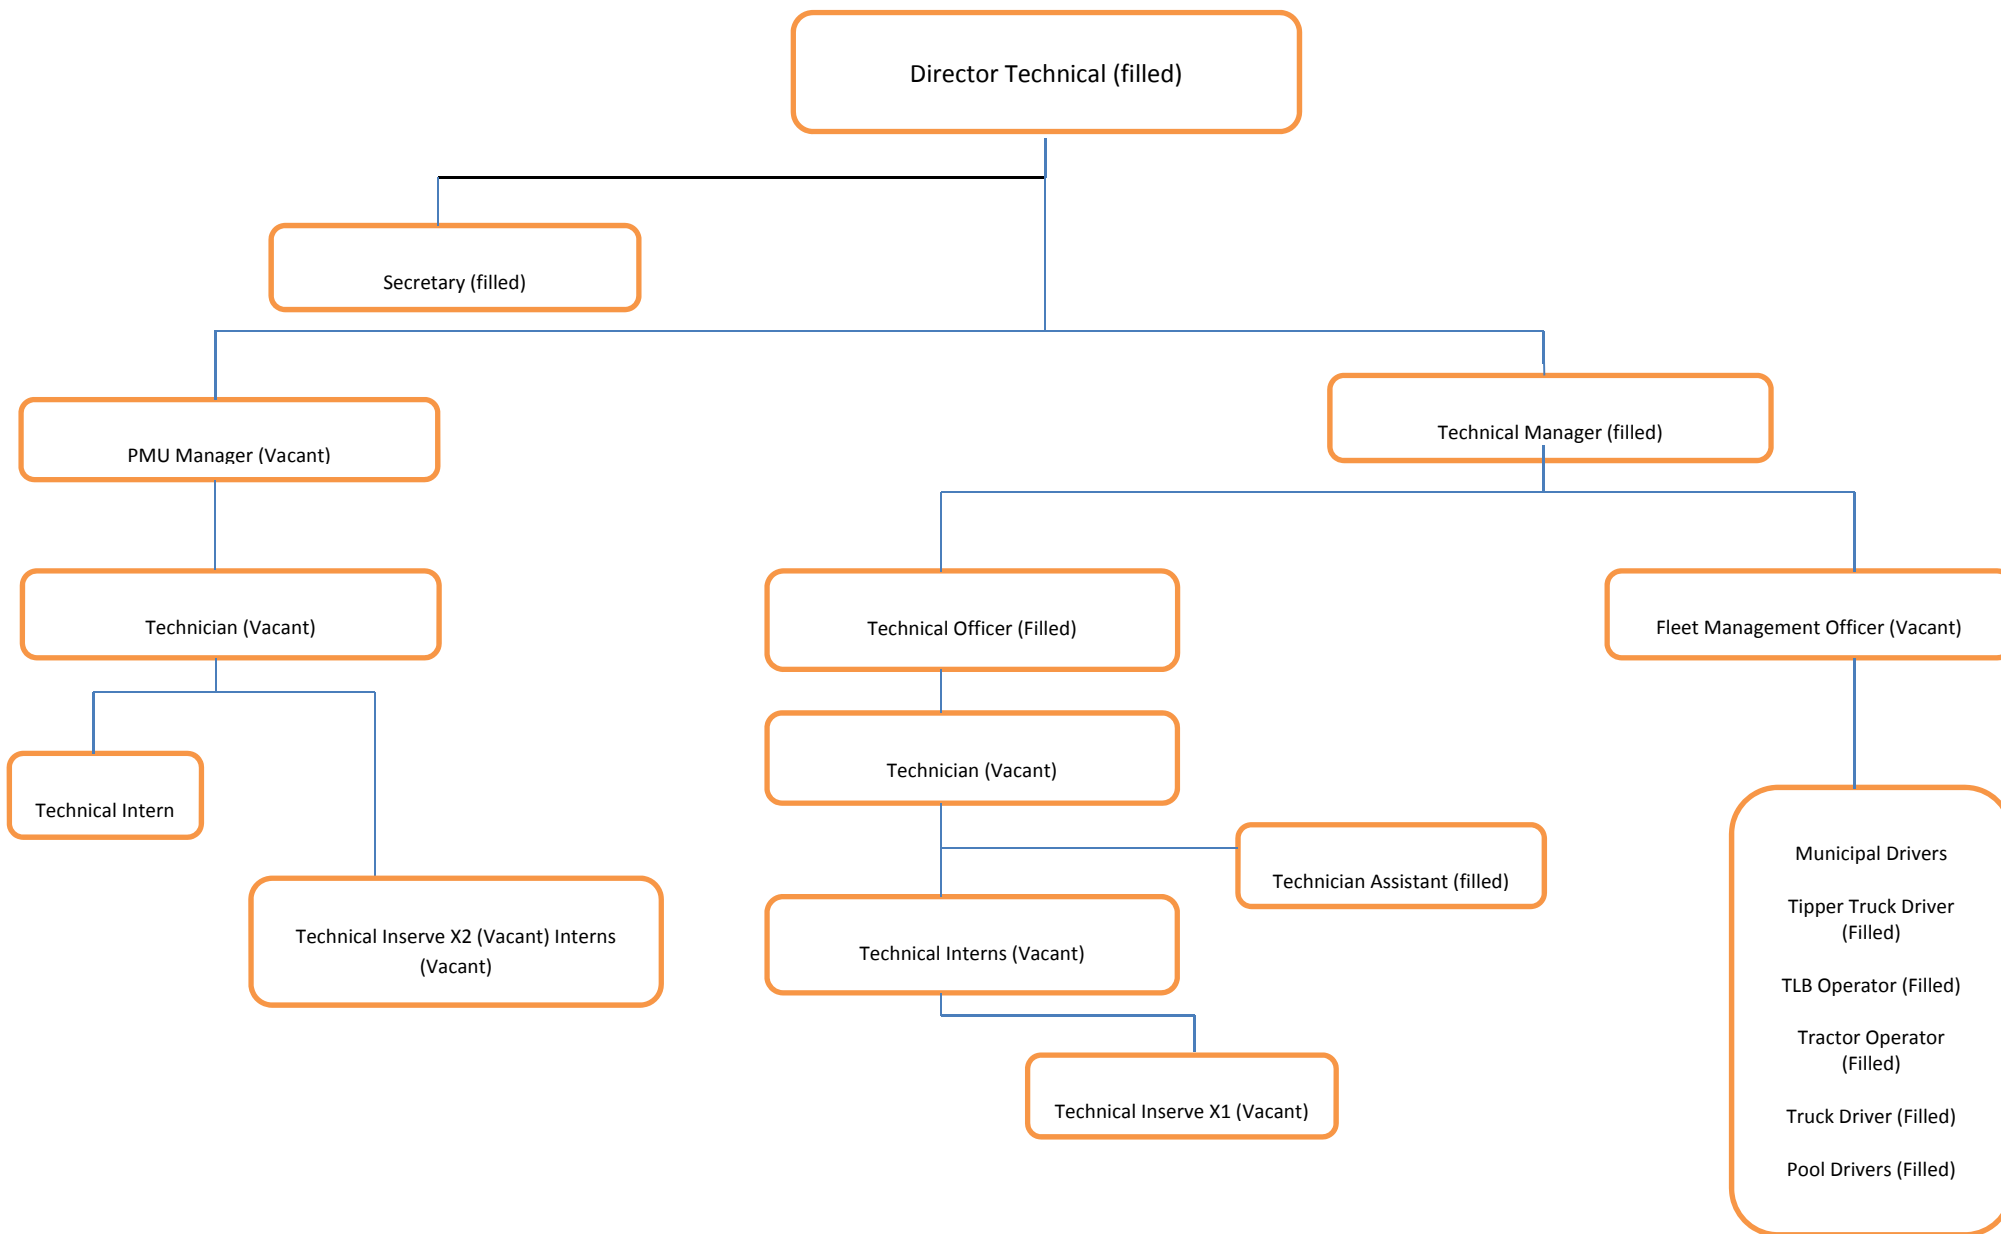 Director Technical (filled)
Secretary (filled)
PMU Manager (Vacant)
Technical Manager (filled)
Technician (Vacant)
Technical Officer (Filled)
Fleet Management Officer (Vacant)
Technician (Vacant)
Technical Intern
Technician Assistant (filled)
Technical Inserve X2 (Vacant) Interns
(Vacant)
Technical Interns (Vacant)
Technical Inserve X1 (Vacant)
Municipal Drivers
Tipper Truck Driver
(Filled)
TLB Operator (Filled)
Tractor Operator
(Filled)
Truck Driver (Filled)
Pool Drivers (Filled)